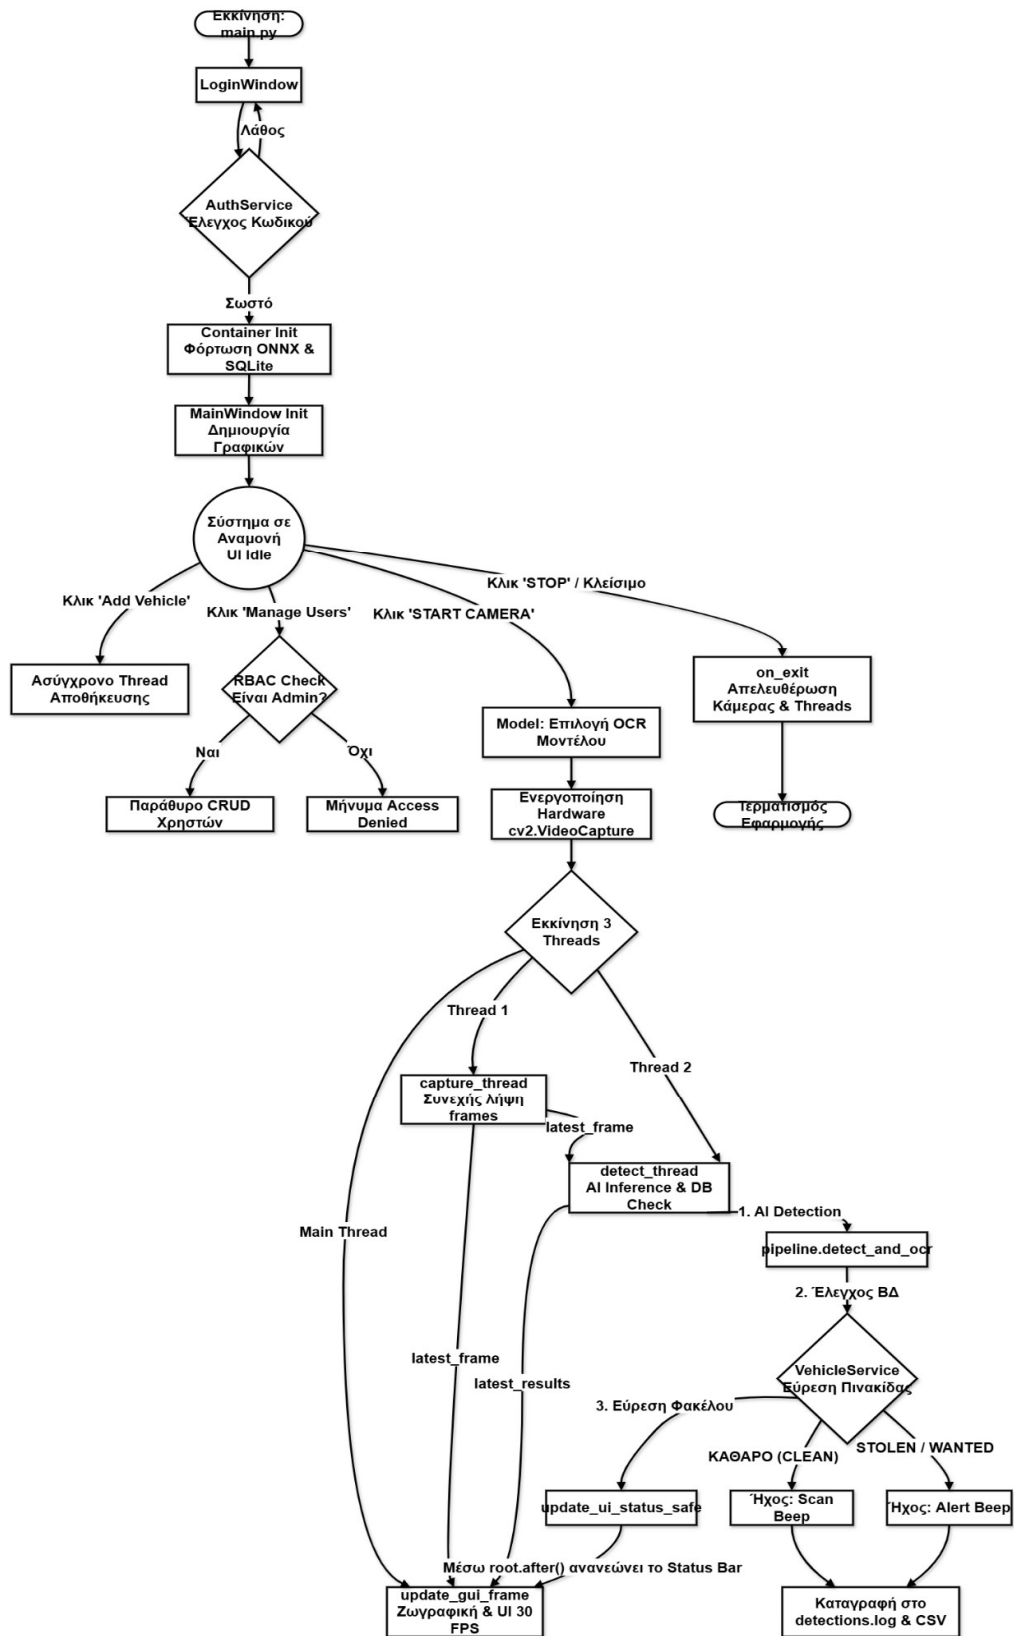 Εκκίνηση:
main.py
LoginWindow
Λάθος
AuthService
Έλεγχος Κωδικού
Σωστό
Container Init
Φόρτωση ONNX &
SQLite
MainWindow Init
Δημιουργία
Γραφικών
Σύστημα σε
Αναμονή
UI Idle
Κλικ 'STOP' / Κλείσιμο
Κλικ 'Add Vehicle'
Κλικ 'Manage Users'
Κλικ 'START CAMERA'
Ασύγχρονο Thread
Αποθήκευσης
RBAC Check
Είναι Admin?
on_exit
Απελευθέρωση
Κάμερας & Threads
Model: Επιλογή OCR
Μοντέλου
Ναι
Όχι
Παράθυρο CRUD
Χρηστών
Μήνυμα Access
Denied
Ενεργοποίηση
Hardware
cv2.VideoCapture
Τερματισμός
Εφαρμογής
Εκκίνηση 3
Threads
Thread 1
Thread 2
capture_thread
Συνεχής λήψη
frames
latest_frame
detect_thread
AI Inference & DB
Check
1. AI Detection
Main Thread
pipeline.detect_and_ocr
2. Έλεγχος ΒΔ
latest_frame
latest_results
VehicleService
Εύρεση Πινακίδας
3. Εύρεση Φακέλου
ΚΑΘΑΡΟ (CLEAN)
STOLEN / WANTED
update_ui_status_safe
Ήχος: Scan
Beep
Ήχος: Alert Beep
Μέσω root.after() ανανεώνει το Status Bar
update_gui_frame
Ζωγραφική & UI 30
FPS
Καταγραφή στο
detections.log & CSV